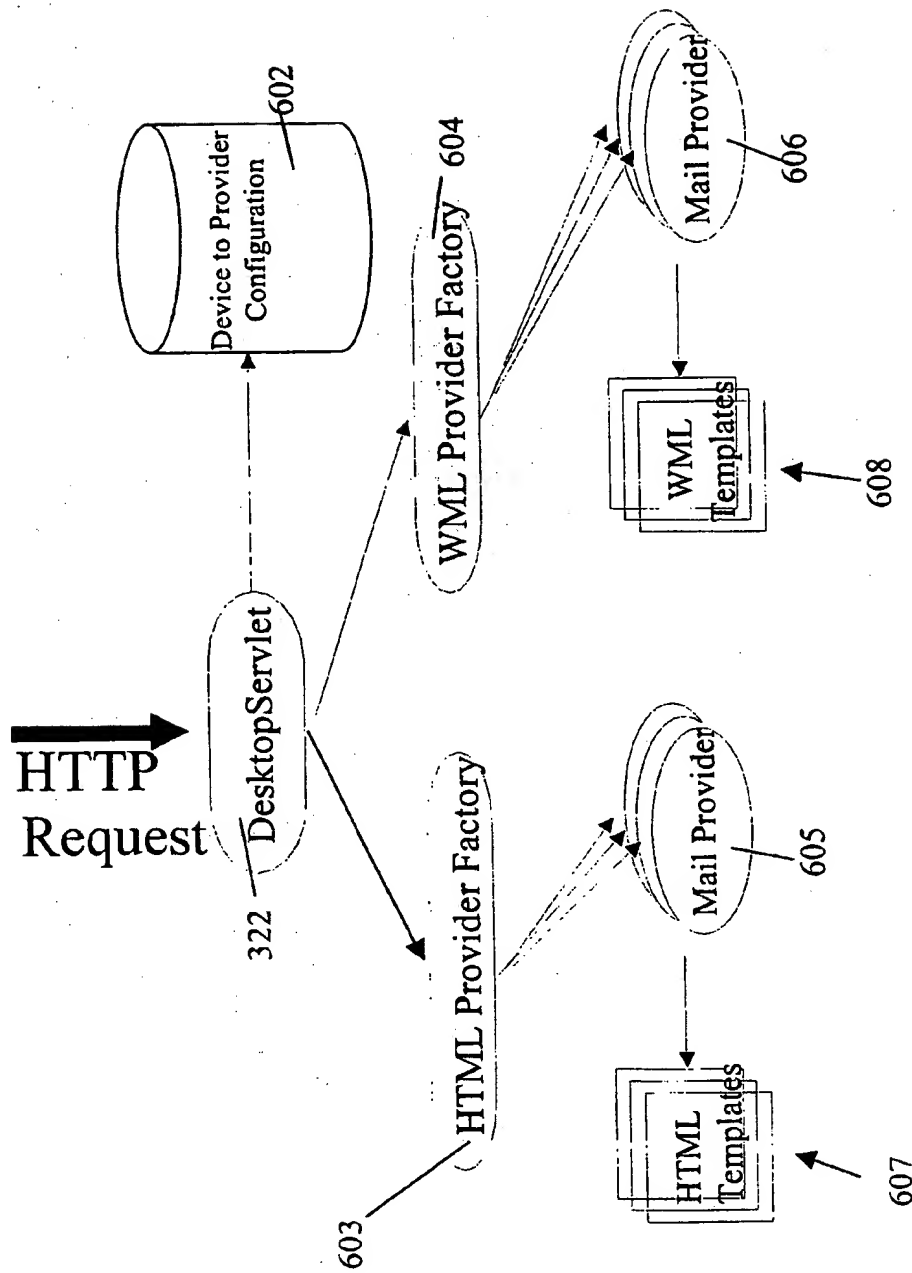 HTTP
Request
322
DesktopServlet
Device to Provider
Configuration
602
603
HTML Provider Factory
WML Provider Factory
604
Mail Provider
605
Mail Provider
606
HTML
Templates
607
WML
Templates
608